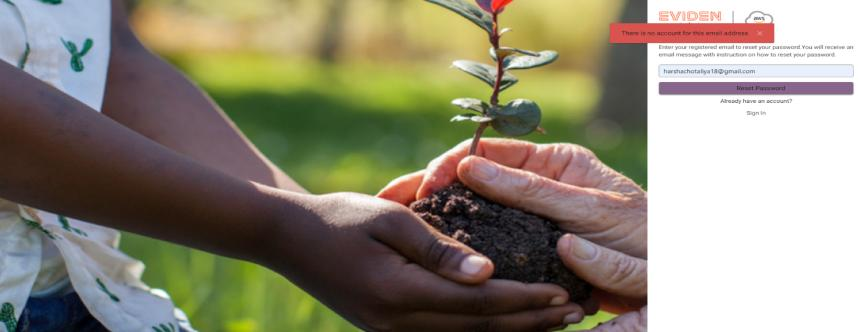 EVIDEN
aws
There is no account for this email address ×
Enter your registered email to reset your password You will receive an
email message with instruction on how to reset your password.
harshachotaliya18@gmail.com
Reset Password
Already have an account?
Sign In